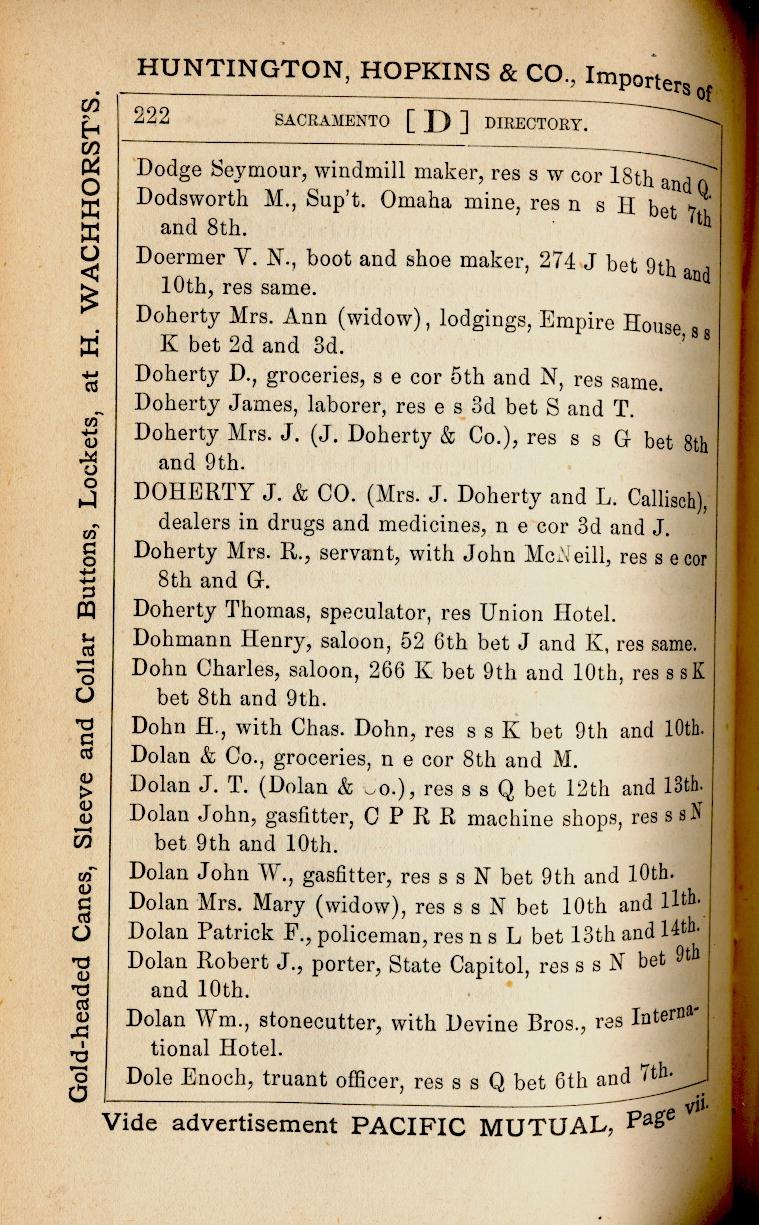 HUNTINGTON, HOPKINS & CO., Importers of
222 SACRAMENTO [ D ] DIRECTORY.
Dodge Seymour, windmill maker, res s w cor 18th and Q.
Dodsworth M., Sup't. Omaha mine, res n s H bet 7th
and 8th.
Doermer V. N., boot and shoe maker, 274 J bet 9th and
10th, res same.
Doherty Mrs. Ann (widow), lodgings, Empire House, s s
K bet 2d and 3d.
Doherty D., groceries, s e cor 5th and N, res same.
Doherty James, laborer, res e s 3d bet S and T.
Doherty Mrs. J. (J. Doherty & Co.), res s s G bet 8th
and 9th.
DOHERTY J. & CO. (Mrs. J. Doherty and L. Callisch),
dealers in drugs and medicines, n e cor 3d and J.
Doherty Mrs. R., servant, with John McNeill, res s e cor
8th and G.
Doherty Thomas, speculator, res Union Hotel.
Dohmann Henry, saloon, 52 6th bet J and K, res same.
Dohn Charles, saloon, 266 K bet 9th and 10th, res s s K
bet 8th and 9th.
Dohn H., with Chas. Dohn, res s s K bet 9th and 10th.
Dolan & Co., groceries, n e cor 8th and M.
Dolan J. T. (Dolan & Co.), res s s Q bet 12th and 13th.
Dolan John, gasfitter, C P R R machine shops, res s s N
bet 9th and 10th.
Dolan John W., gasfitter, res s s N bet 9th and 10th.
Dolan Mrs. Mary (widow), res s s N bet 10th and 11th.
Dolan Patrick F., policeman, res n s L bet 13th and 14th.
Dolan Robert J., porter, State Capitol, res s s N bet 9th
and 10th.
Dolan Wm., stonecutter, with Devine Bros., res Interna-
tional Hotel.
Dole Enoch, truant officer, res s s Q bet 6th and 7th.
Vide advertisement PACIFIC MUTUAL, Page vii.
Gold-headed Canes, Sleeve and Collar Buttons, Lockets, at H. WACHHORST'S.